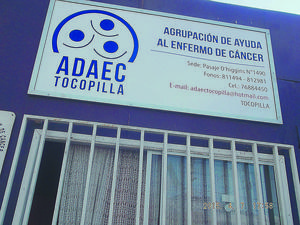 AGRUPACIÓN DE AYUDA
AL ENFERMO DE CÁNCER
ADAEC
TOCOPILLA
Sede: Pasaje O'higgins N°1490
Fonos: 811494 - 812981
Cel.: 76884450
E-mail: adaectocopilla@hotmail.com
TOCOPILLA